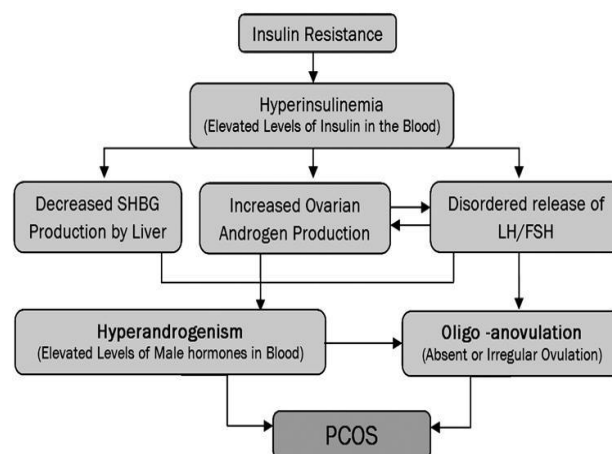 Insulin Resistance
Hyperinsulinemia
(Elevated Levels of Insulin in the Blood)
Decreased SHBG
Production by Liver
Increased Ovarian
Androgen Production
Disordered release of
LH/FSH
Hyperandrogenism
(Elevated Levels of Male hormones in Blood)
Oligo -anovulation
(Absent or Irregular Ovulation)
PCOS